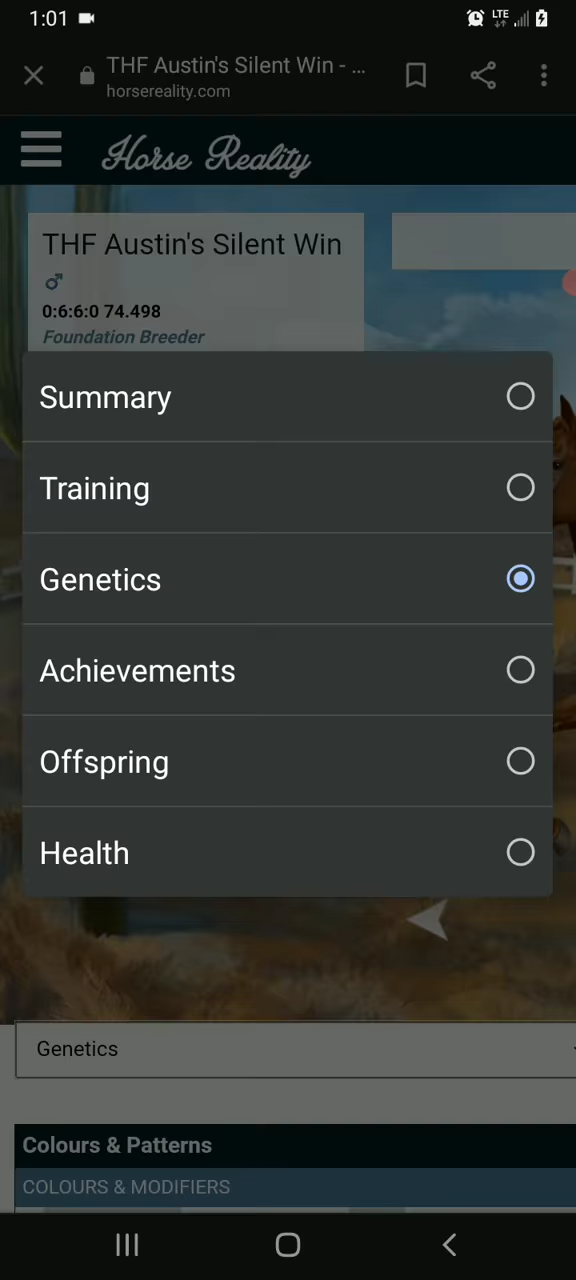 1:01
LTE
THF Austin's Silent Win - ...
horsereality.com
Horse Reality
THF Austin's Silent Win
0:6:6:0 74.498
Foundation Breeder
Summary
Training
Genetics
Achievements
Offspring
Health
Genetics
Colours & Patterns
COLOURS & MODIFIERS